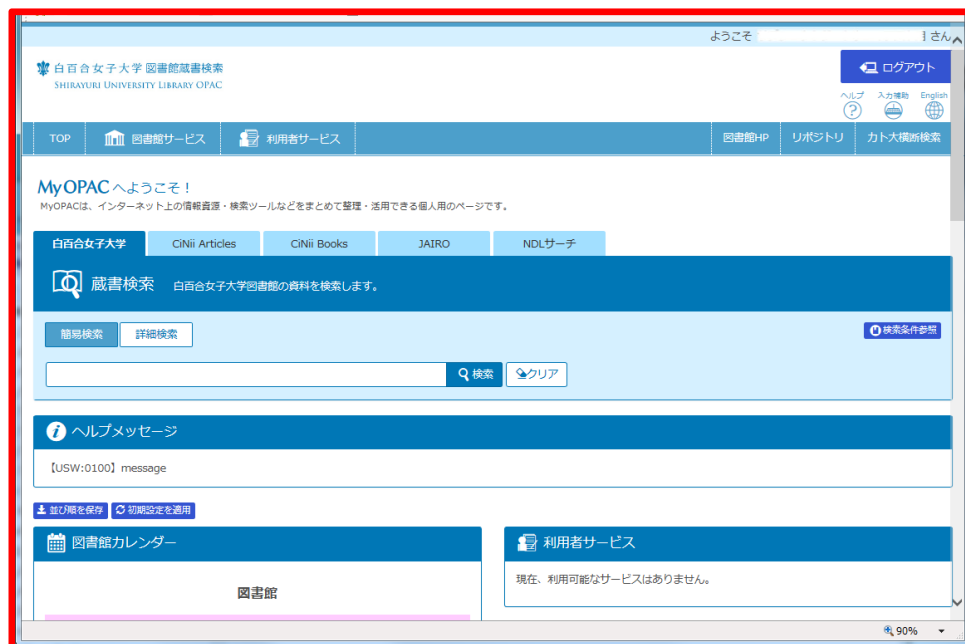 ようこそ さん
白百合女子大学 図書館蔵書検索
SHIRAYURI UNIVERSITY LIBRARY OPAC
ログアウト
ヘルプ 入力補助 English
TOP 図書館サービス 利用者サービス 図書館HP リポジトリ カト大横断検索
MyOPAC へようこそ！
MyOPACは、インターネット上の情報資源・検索ツールなどをまとめて整理・活用できる個人用のページです。
白百合女子大学 CiNii Articles CiNii Books JAIRO NDLサーチ
蔵書検索 白百合女子大学図書館の資料を検索します。
簡易検索 詳細検索 検索条件参照
検索 クリア
ヘルプメッセージ
【USW:0100】message
並び順を保存 初期設定を適用
図書館カレンダー 利用者サービス
現在、利用可能なサービスはありません。
図書館
90%